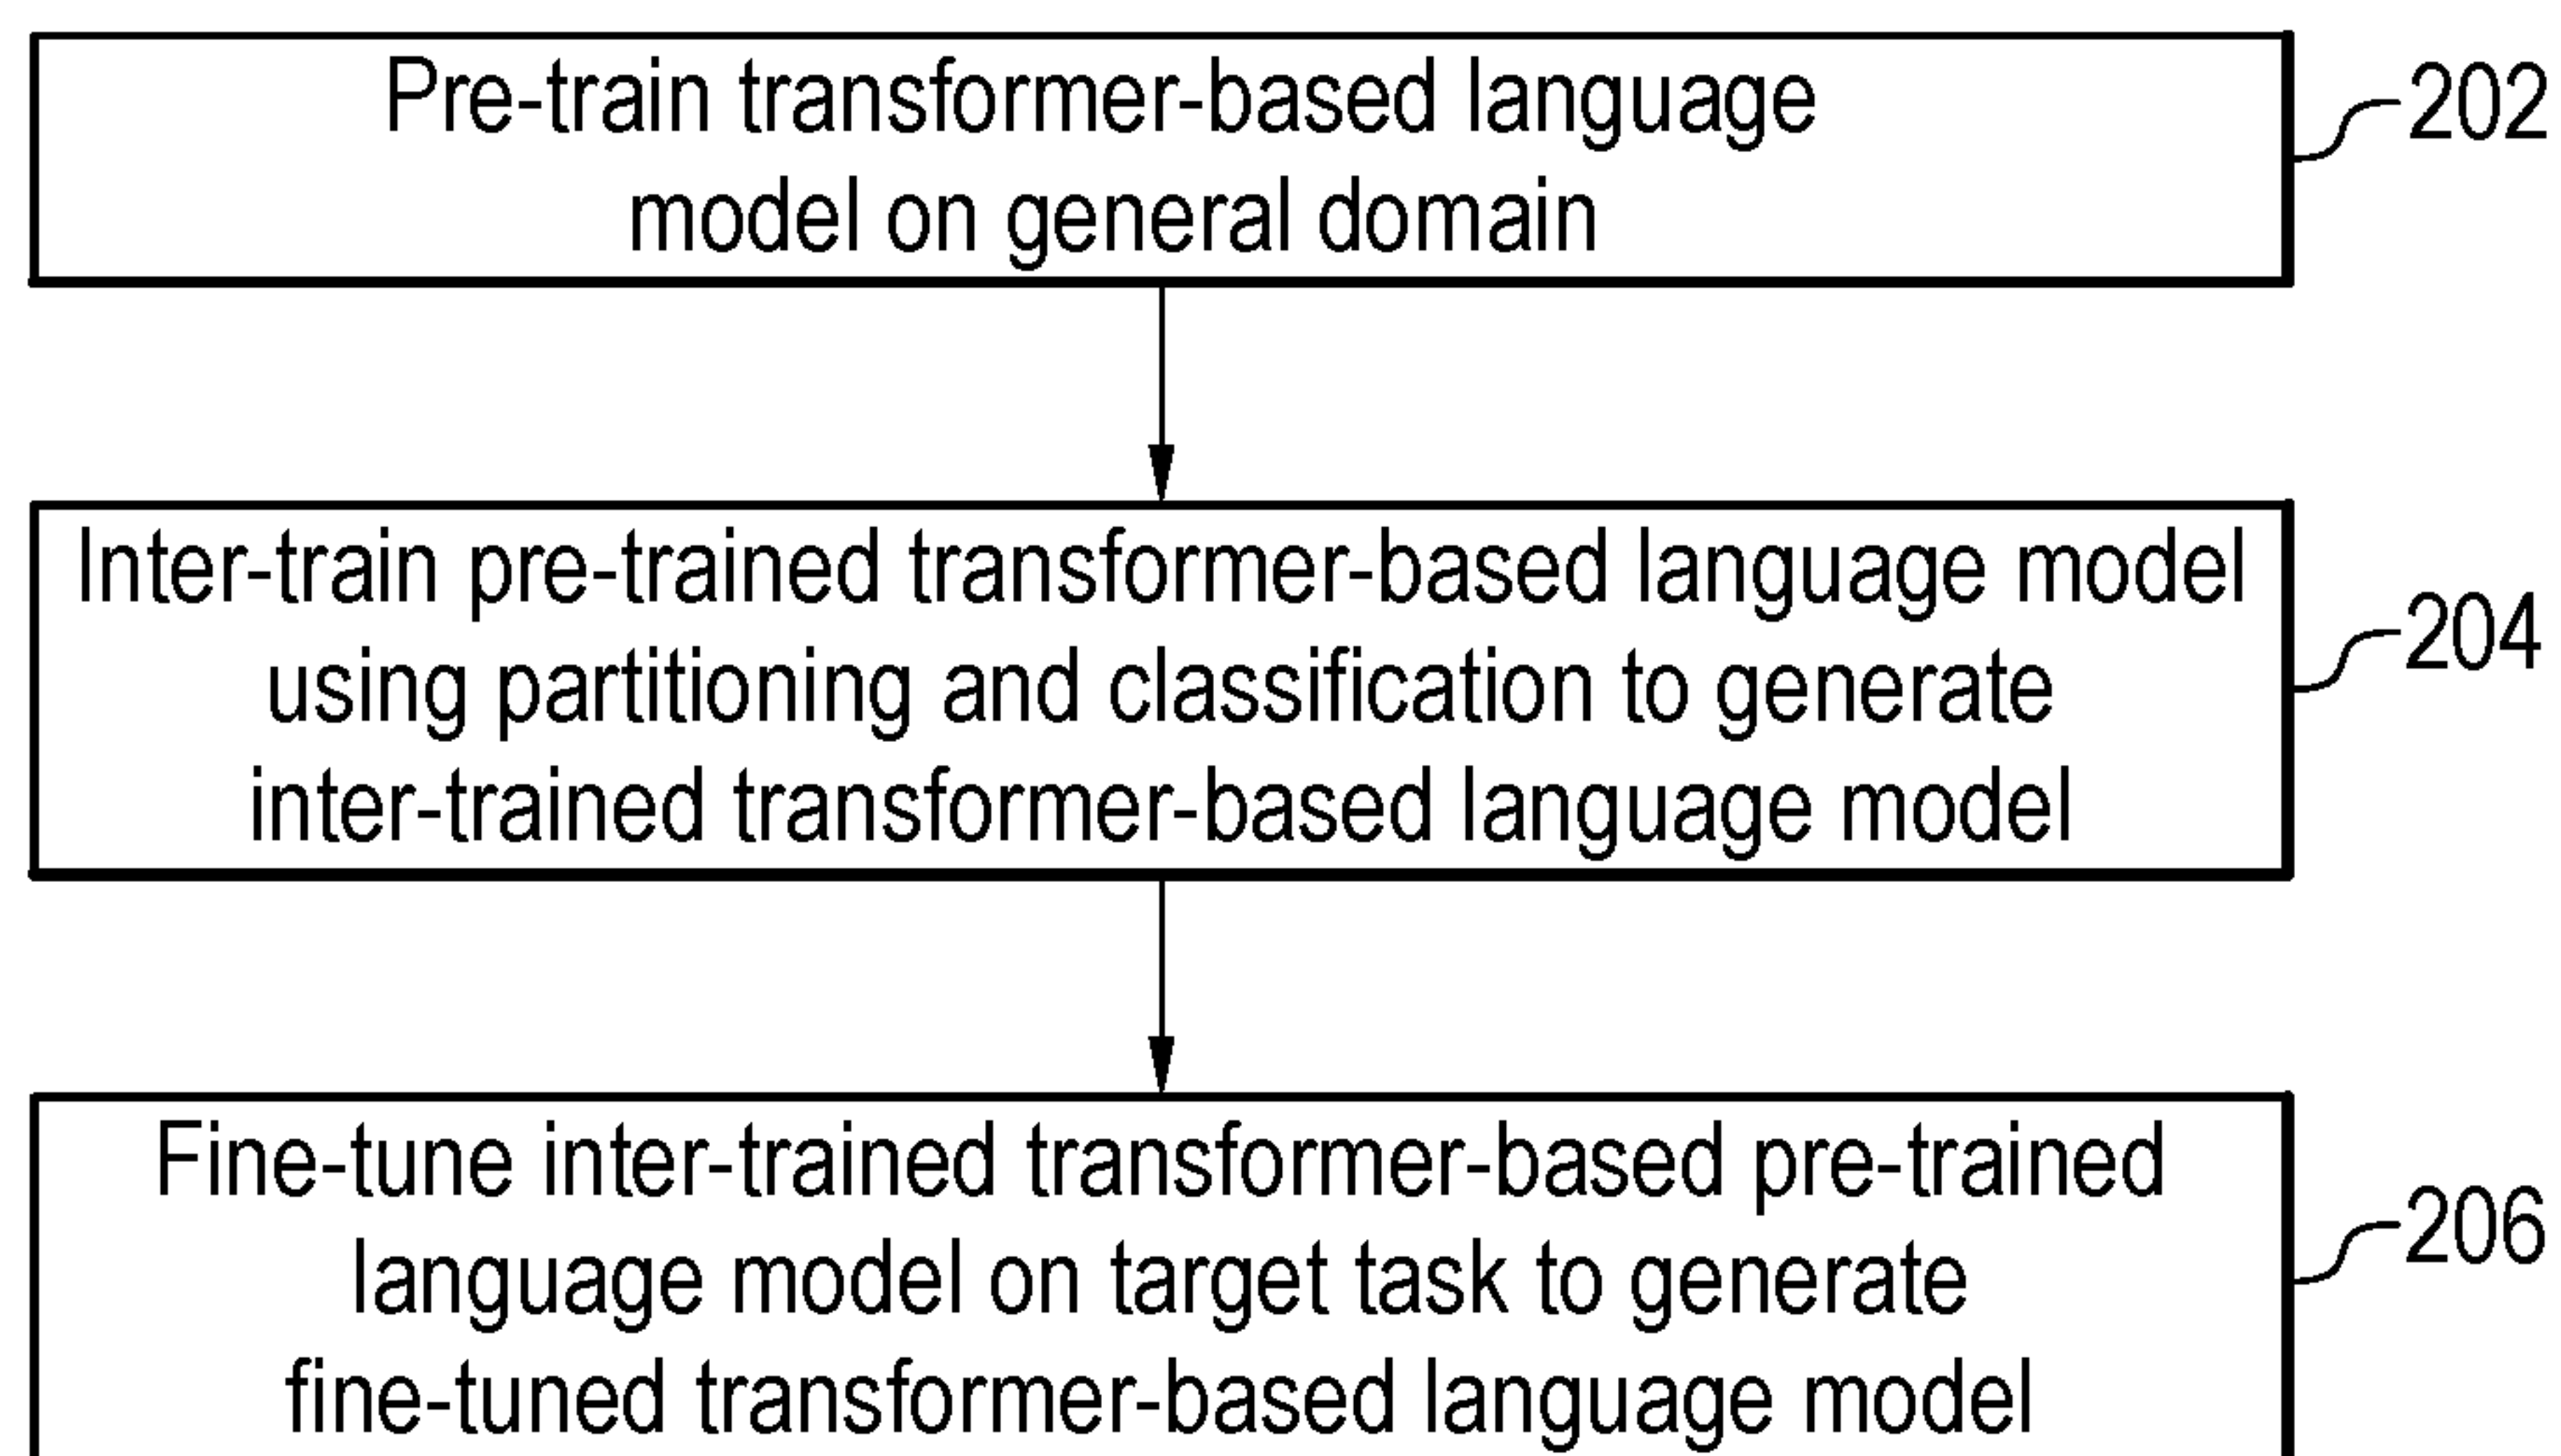 Pre-train transformer-based language
model on general domain
202
Inter-train pre-trained transformer-based language model
using partitioning and classification to generate
inter-trained transformer-based language model
204
Fine-tune inter-trained transformer-based pre-trained
language model on target task to generate
fine-tuned transformer-based language model
206